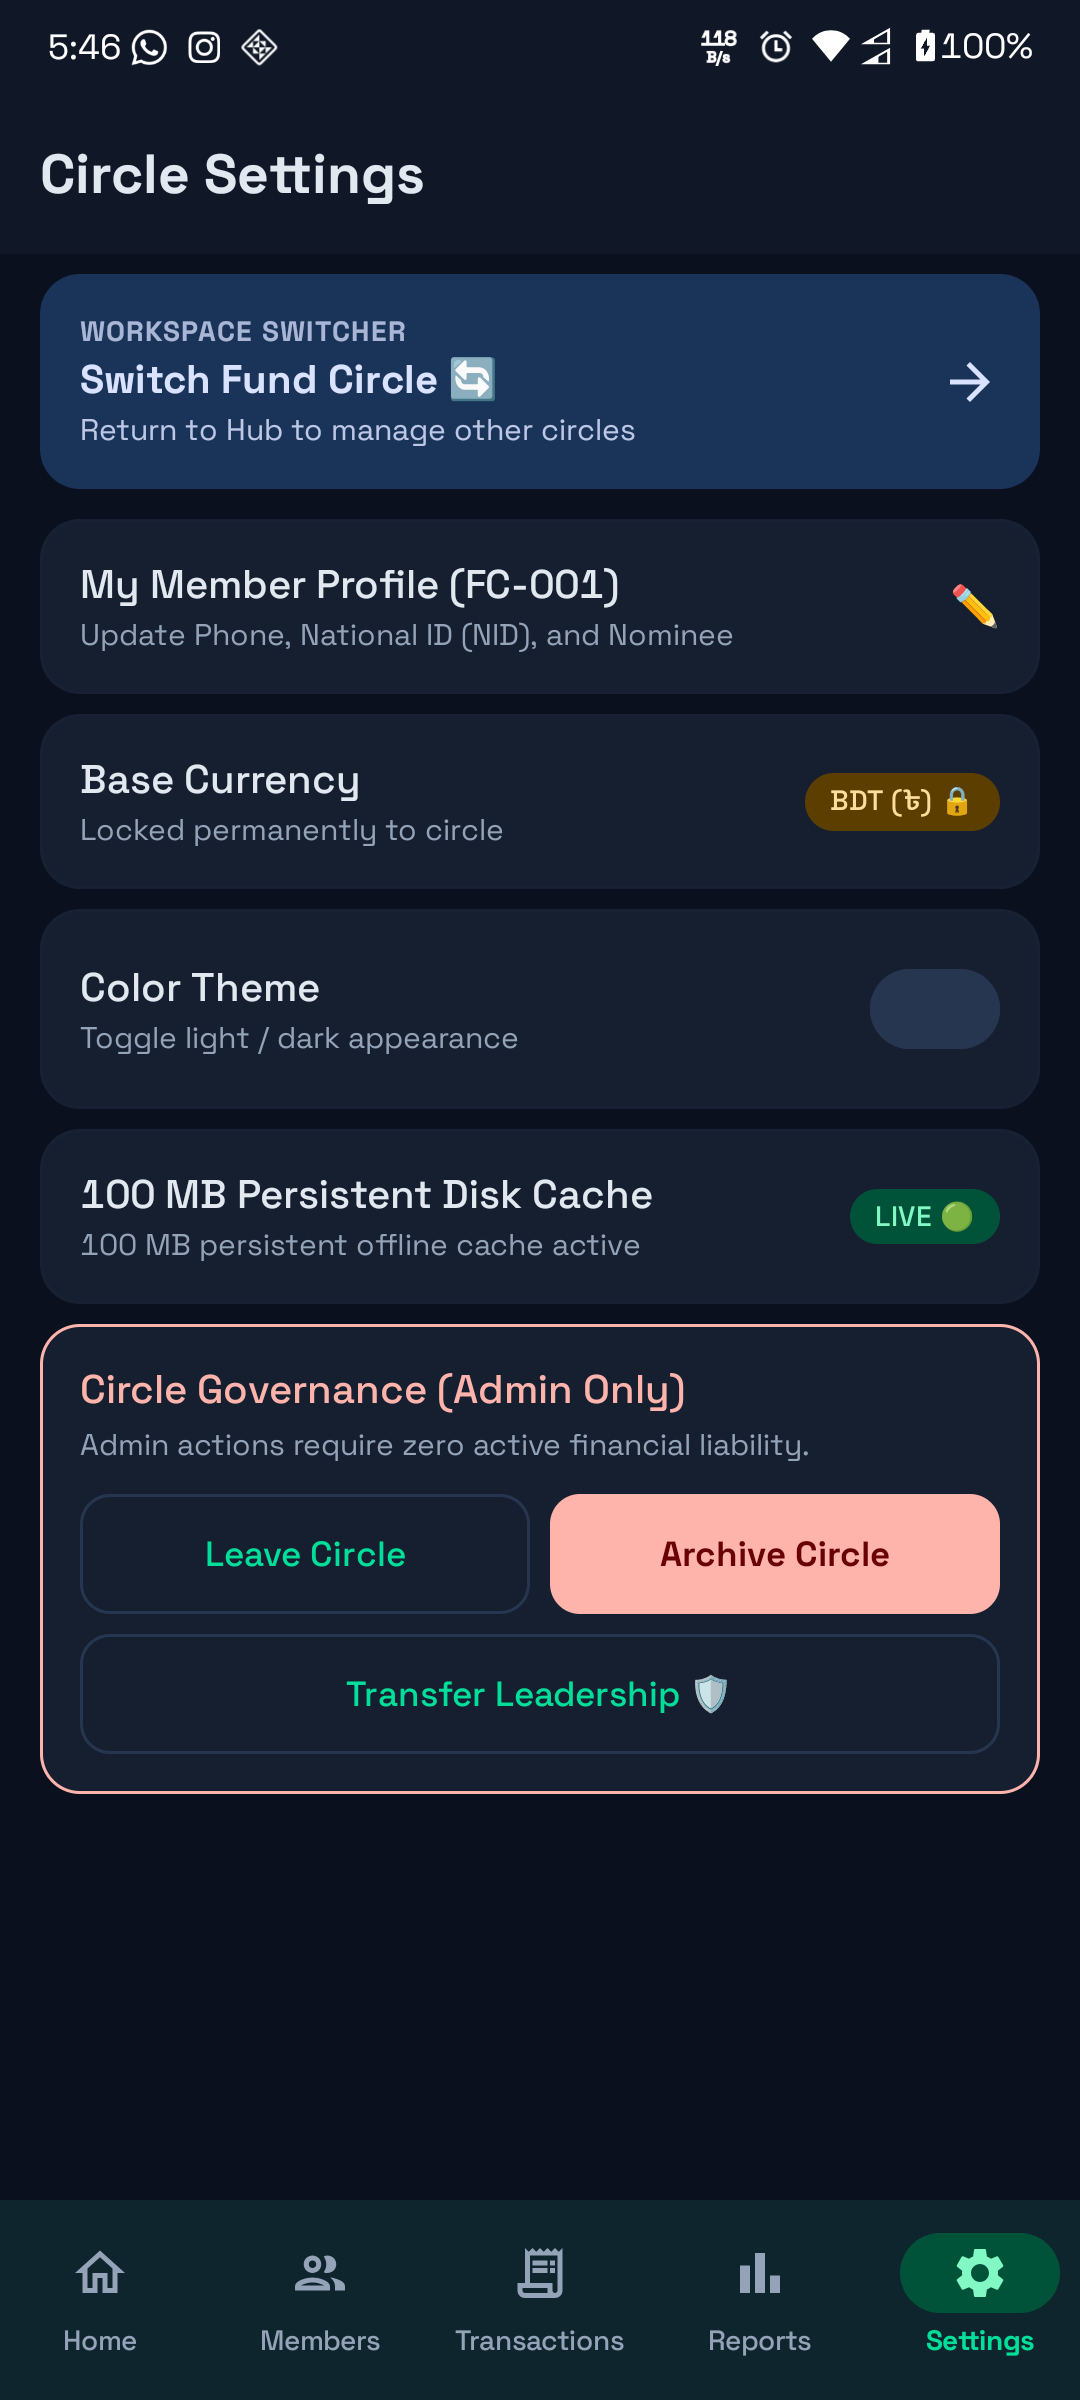 5:46
118
B/s
100%
Circle Settings
WORKSPACE SWITCHER
Switch Fund Circle 🔄
Return to Hub to manage other circles
My Member Profile (FC-001)
Update Phone, National ID (NID), and Nominee
Base Currency
Locked permanently to circle
BDT (৳) 🔒
Color Theme
Toggle light / dark appearance
100 MB Persistent Disk Cache
100 MB persistent offline cache active
LIVE 🟢
Circle Governance (Admin Only)
Admin actions require zero active financial liability.
Leave Circle
Archive Circle
Transfer Leadership 🛡️
Home
Members
Transactions
Reports
Settings